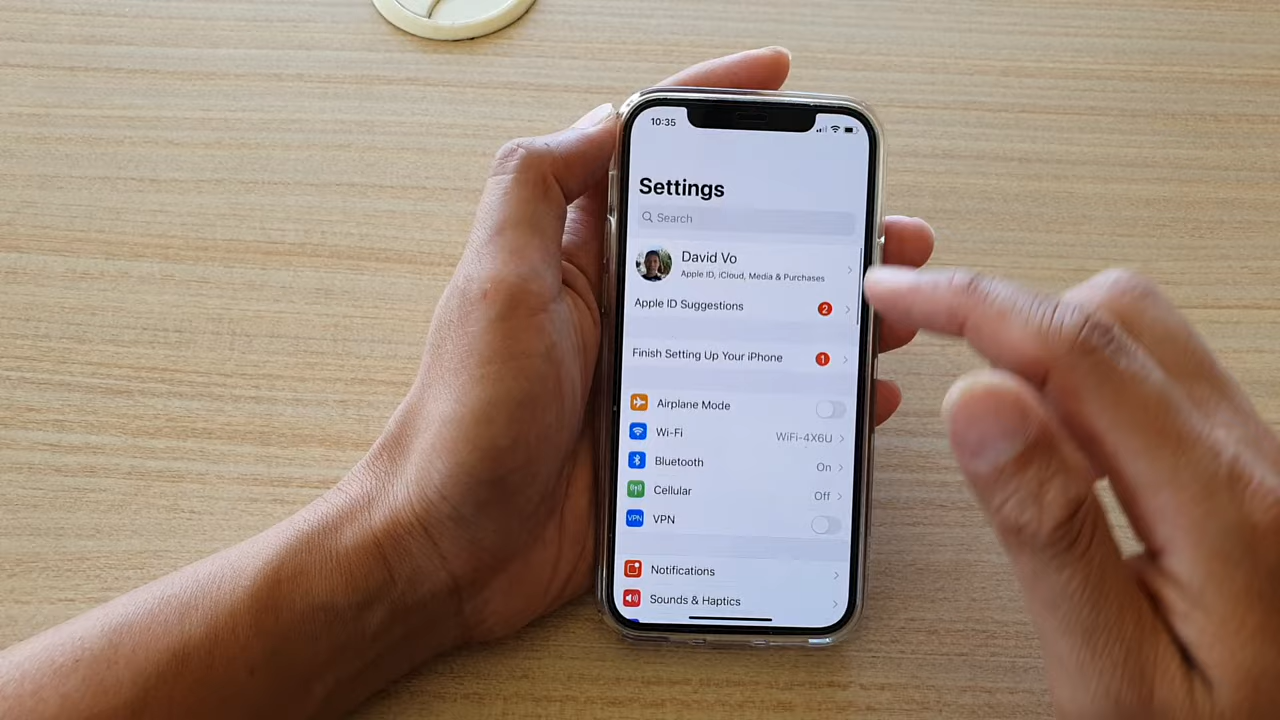 10:35
Settings
Search
David Vo
Apple ID, iCloud, Media & Purchases
Apple ID Suggestions 2
Finish Setting Up Your iPhone 1
Airplane Mode
Wi-Fi WiFi-4X6U
Bluetooth On
Cellular Off
VPN VPN
Notifications
Sounds & Haptics